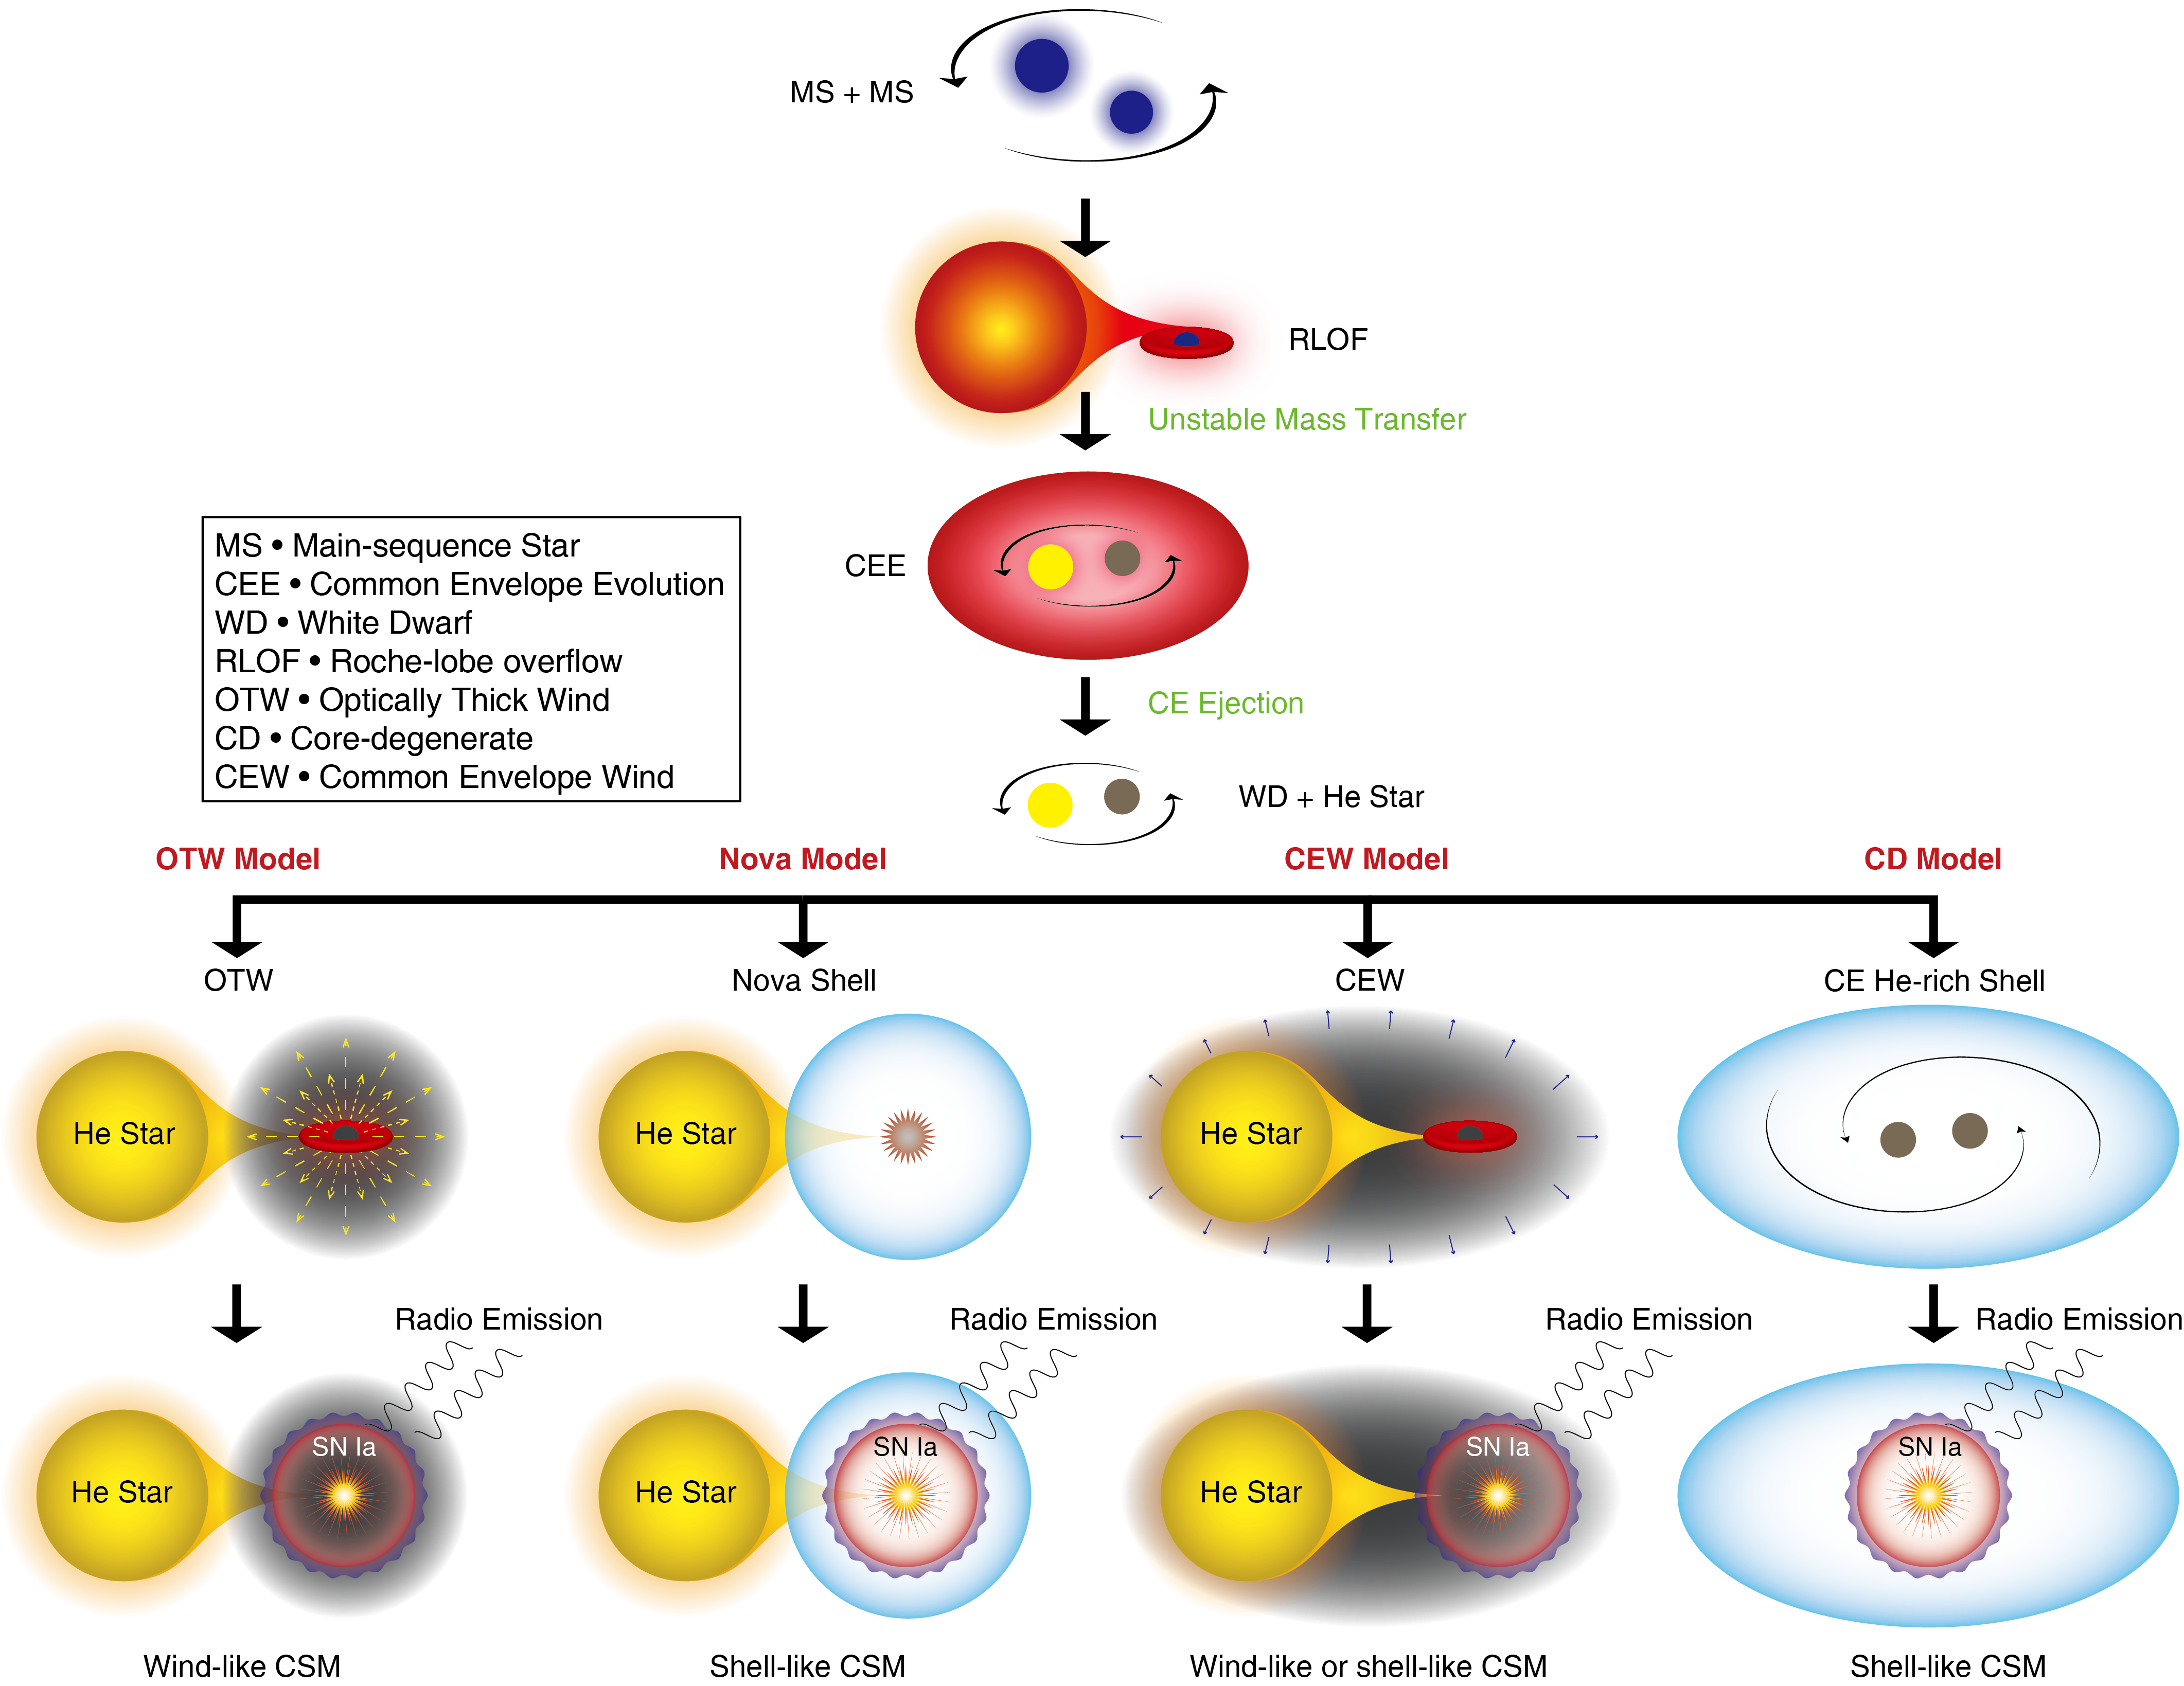 MS + MS
RLOF
Unstable Mass Transfer
CEE
MS • Main-sequence Star
CEE • Common Envelope Evolution
WD • White Dwarf
RLOF • Roche-lobe overflow
OTW • Optically Thick Wind
CD • Core-degenerate
CEW • Common Envelope Wind
CE Ejection
WD + He Star
OTW Model
Nova Model
CEW Model
CD Model
OTW
Nova Shell
CEW
CE He-rich Shell
He Star
He Star
He Star
Radio Emission
Radio Emission
Radio Emission
Radio Emission
SN Ia
SN Ia
SN Ia
SN Ia
He Star
He Star
He Star
Wind-like CSM
Shell-like CSM
Wind-like or shell-like CSM
Shell-like CSM